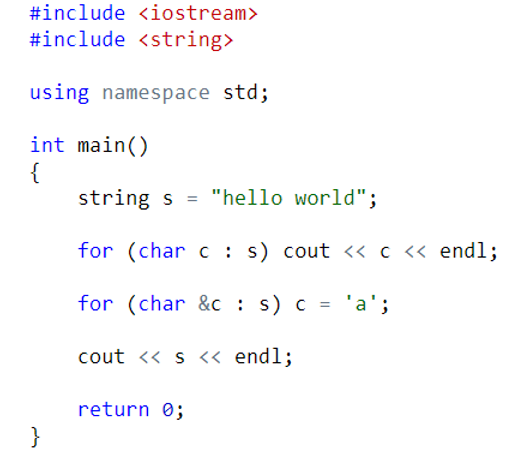 #include <iostream>
#include <string>

using namespace std;

int main()
{
    string s = "hello world";

    for (char c : s) cout << c << endl;

    for (char &c : s) c = 'a';

    cout << s << endl;

    return 0;
}